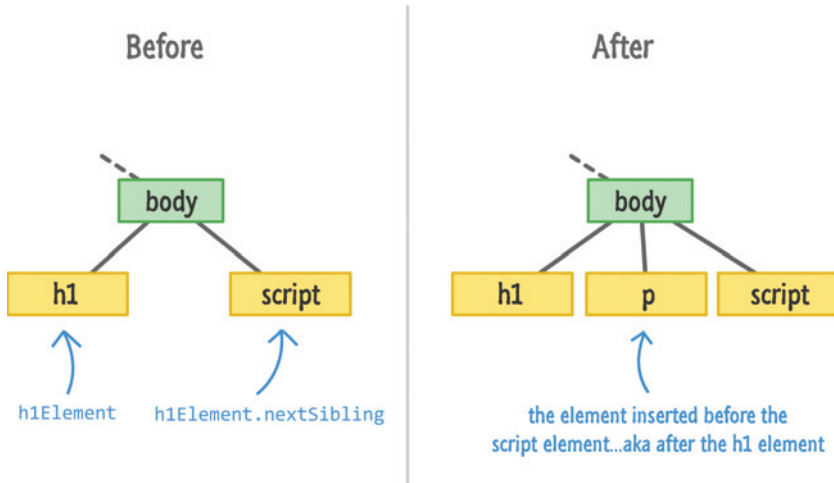 Before
body
h1
script
h1Element
h1Element.nextSibling
After
body
h1
p
script
the element inserted before the
script element...aka after the h1 element